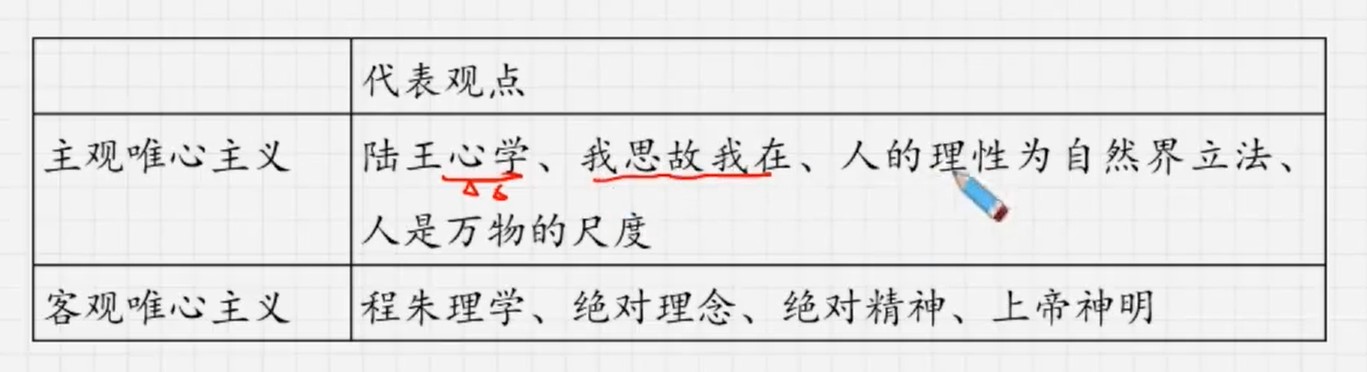 代表观点
主观唯心主义
陆王心学、我思故我在、人的理性为自然界立法、
人是万物的尺度
客观唯心主义
程朱理学、绝对理念、绝对精神、上帝神明